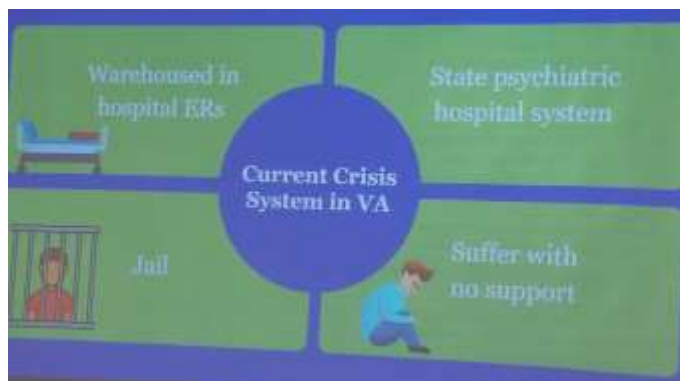 Warehoused in
hospital ERs
State psychiatric
hospital system
Current Crisis
System in VA
Jail
Suffer with
no support